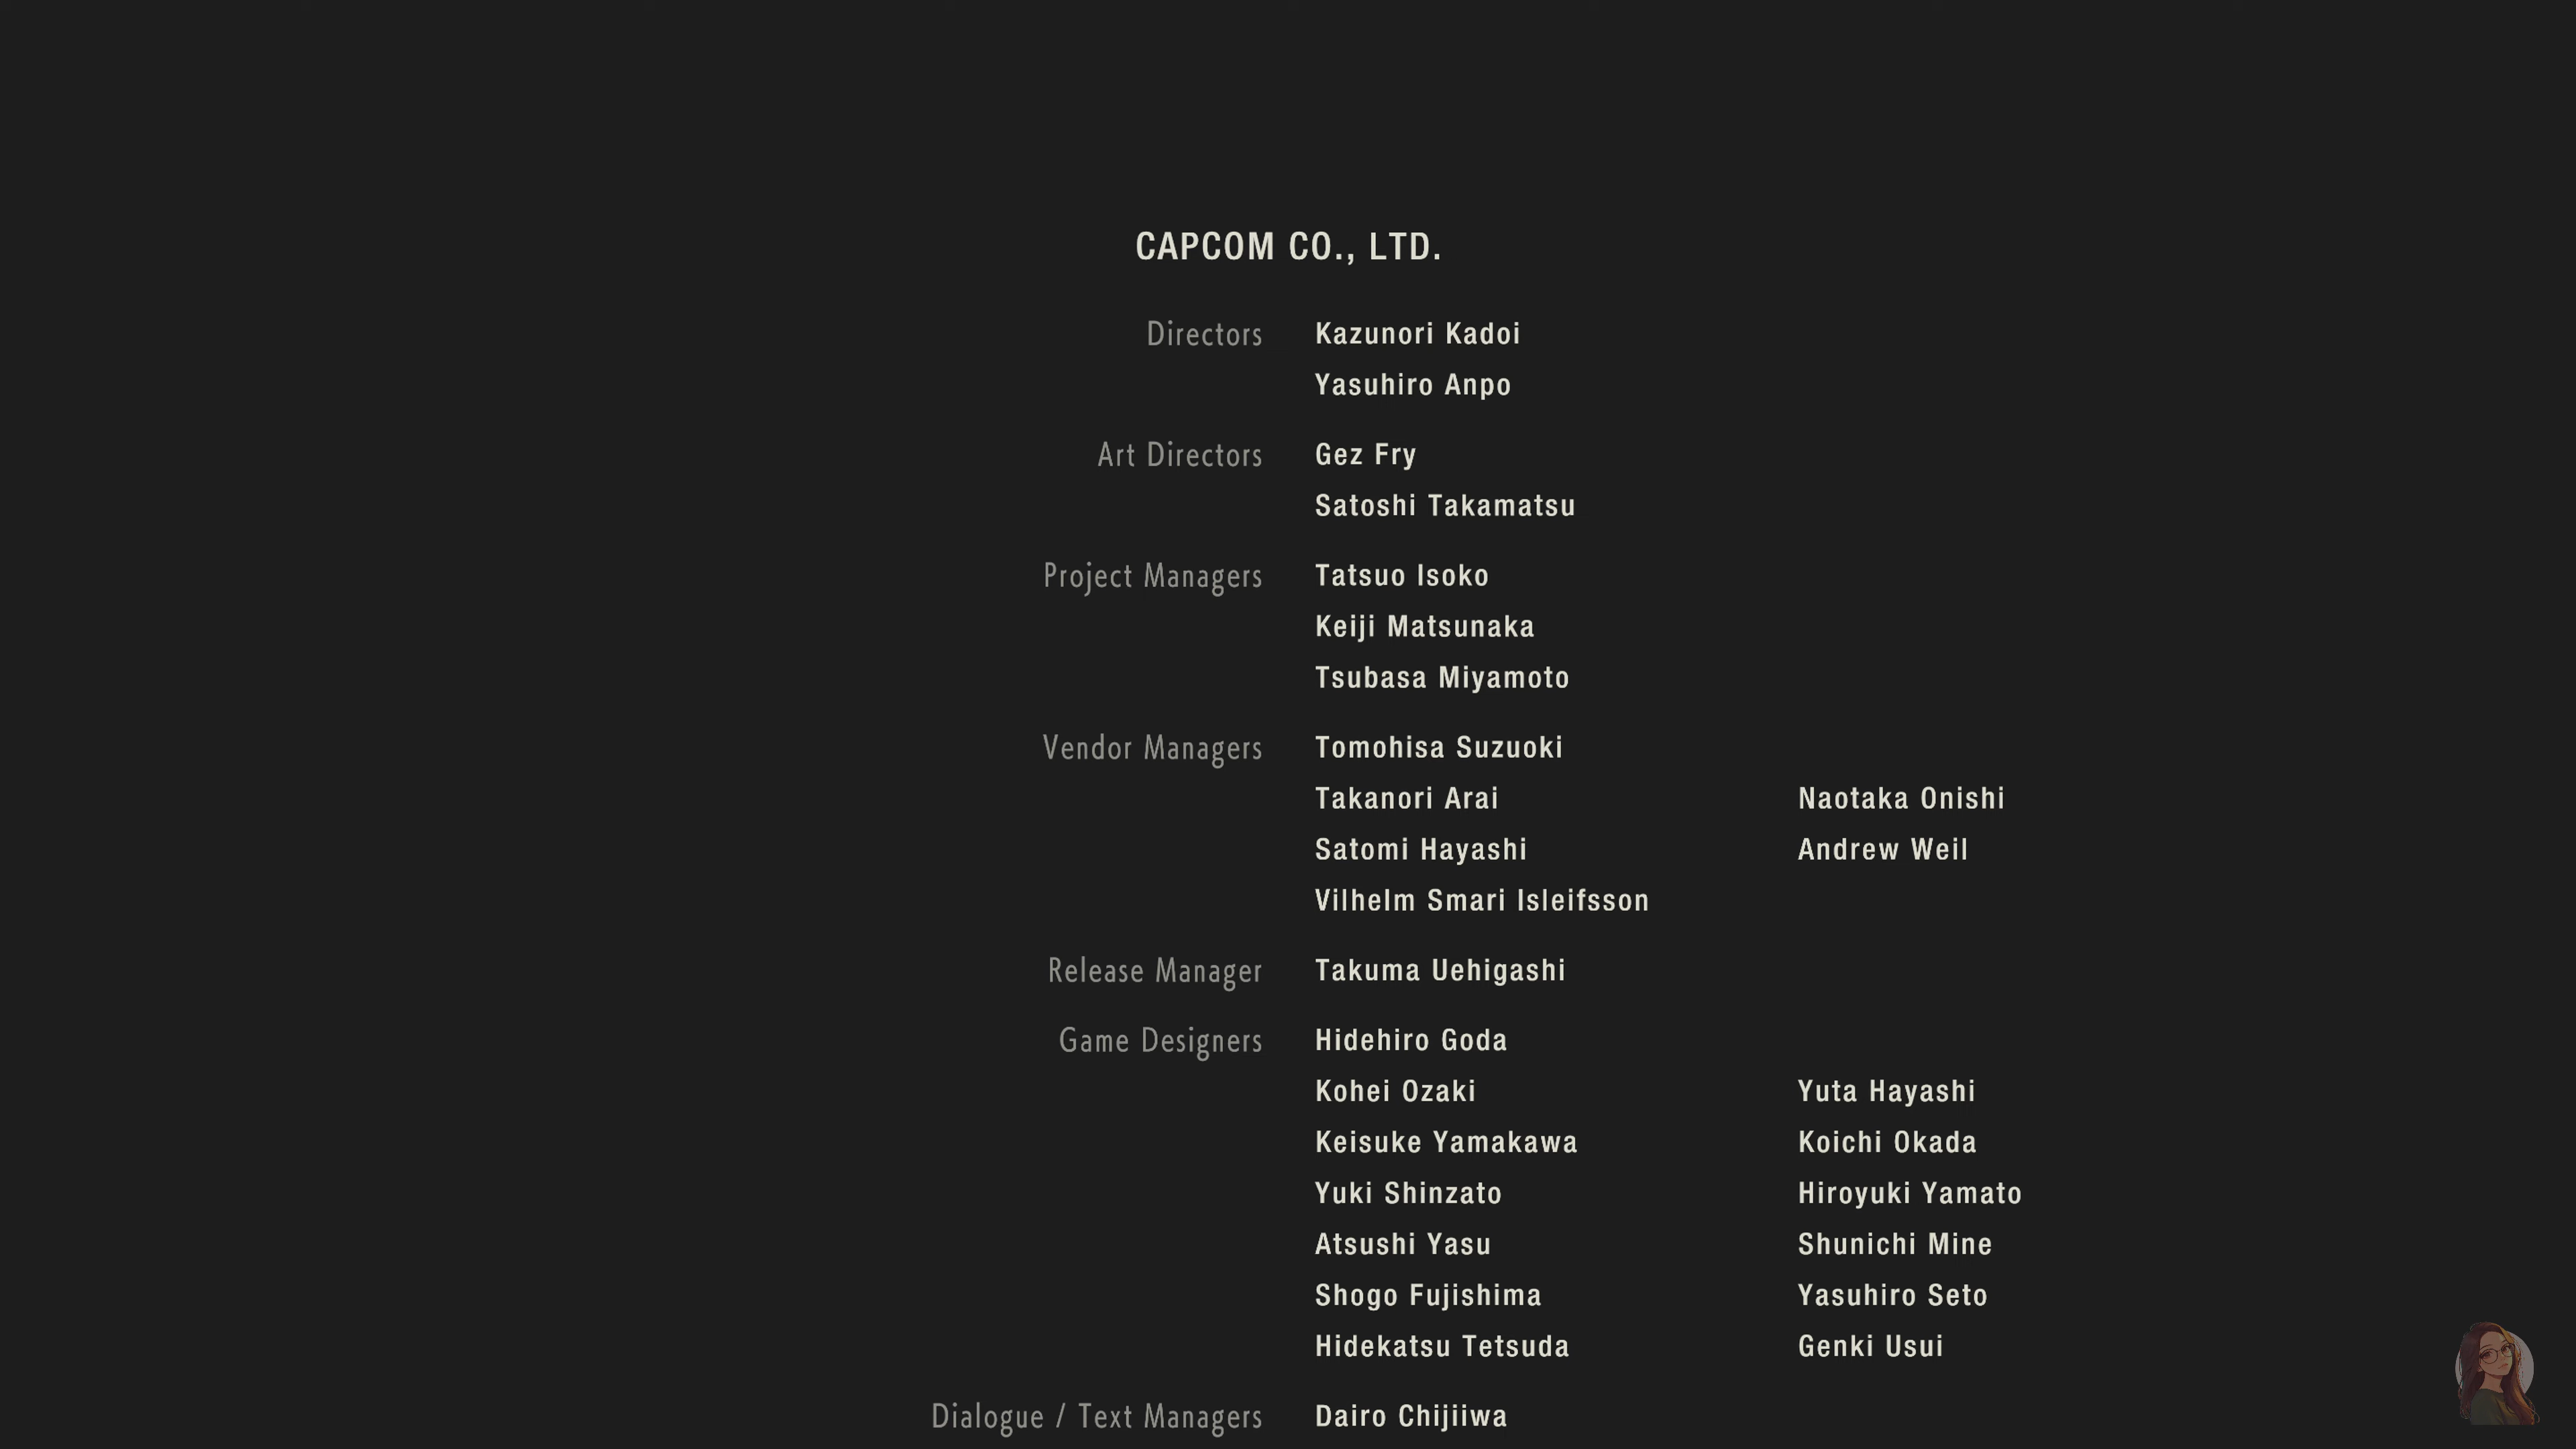 CAPCOM CO., LTD.
Directors Kazunori Kadoi
Yasuhiro Anpo
Art Directors Gez Fry
Satoshi Takamatsu
Project Managers Tatsuo Isoko
Keiji Matsunaka
Tsubasa Miyamoto
Vendor Managers Tomohisa Suzuoki
Takanori Arai Naotaka Onishi
Satomi Hayashi Andrew Weil
Vilhelm Smari Isleifsson
Release Manager Takuma Uehigashi
Game Designers Hidehiro Goda
Kohei Ozaki Yuta Hayashi
Keisuke Yamakawa Koichi Okada
Yuki Shinzato Hiroyuki Yamato
Atsushi Yasu Shunichi Mine
Shogo Fujishima Yasuhiro Seto
Hidekatsu Tetsuda Genki Usui
Dialogue / Text Managers Dairo Chijiiwa